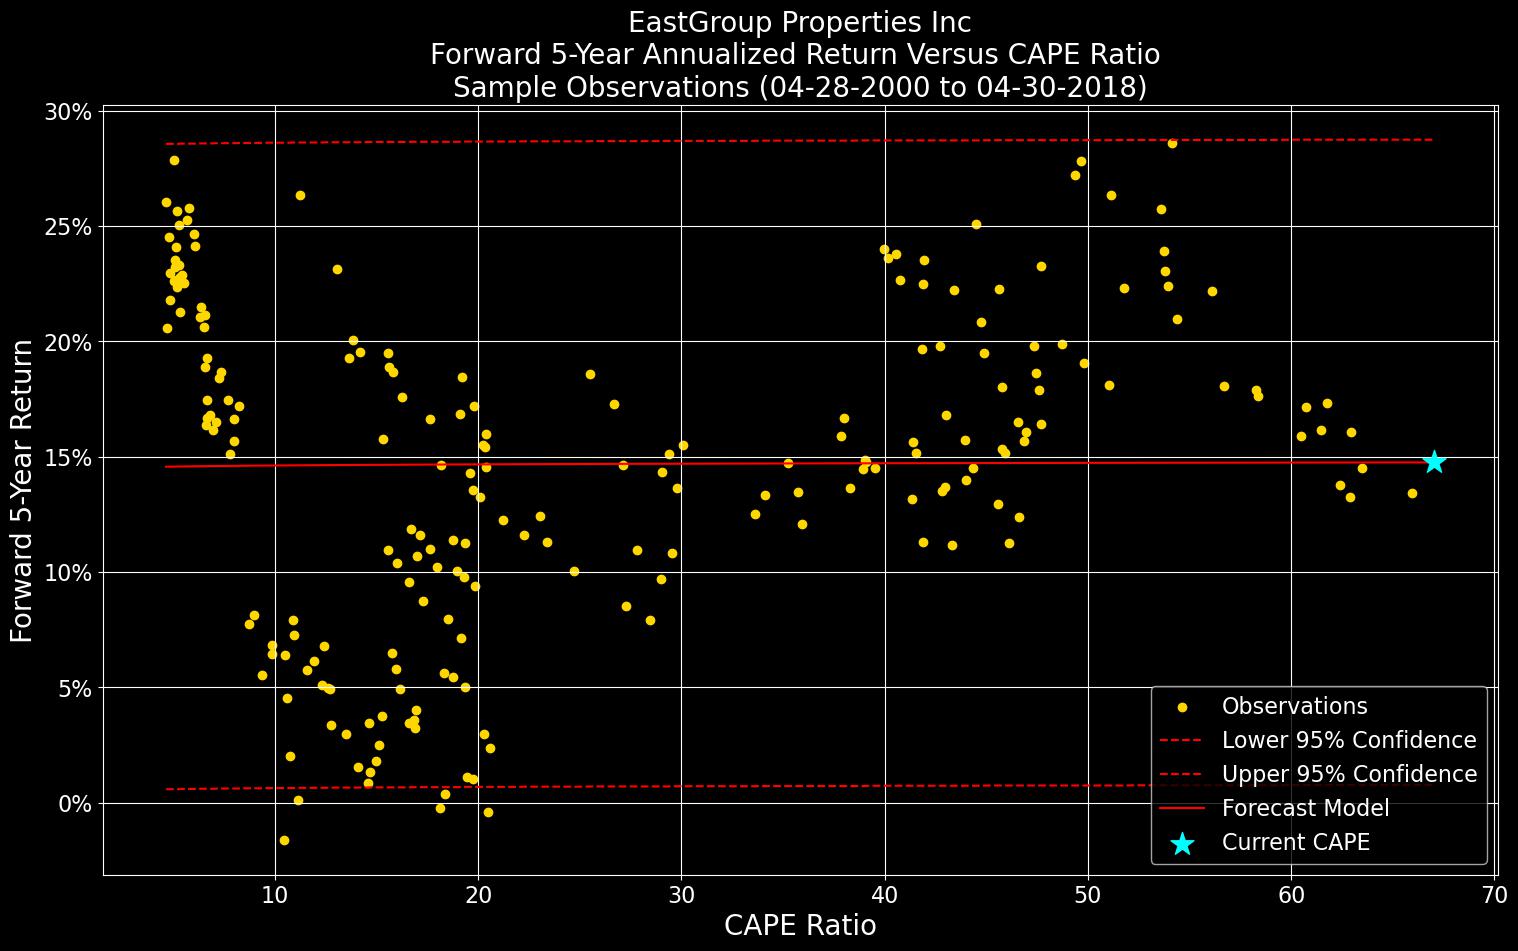 EastGroup Properties Inc
Forward 5-Year Annualized Return Versus CAPE Ratio
Sample Observations (04-28-2000 to 04-30-2018)
30%
25%
20%
15%
10%
5%
0%
Forward 5-Year Return
Observations
Lower 95% Confidence
Upper 95% Confidence
Forecast Model
Current CAPE
10 20 30 40 50 60 70
CAPE Ratio